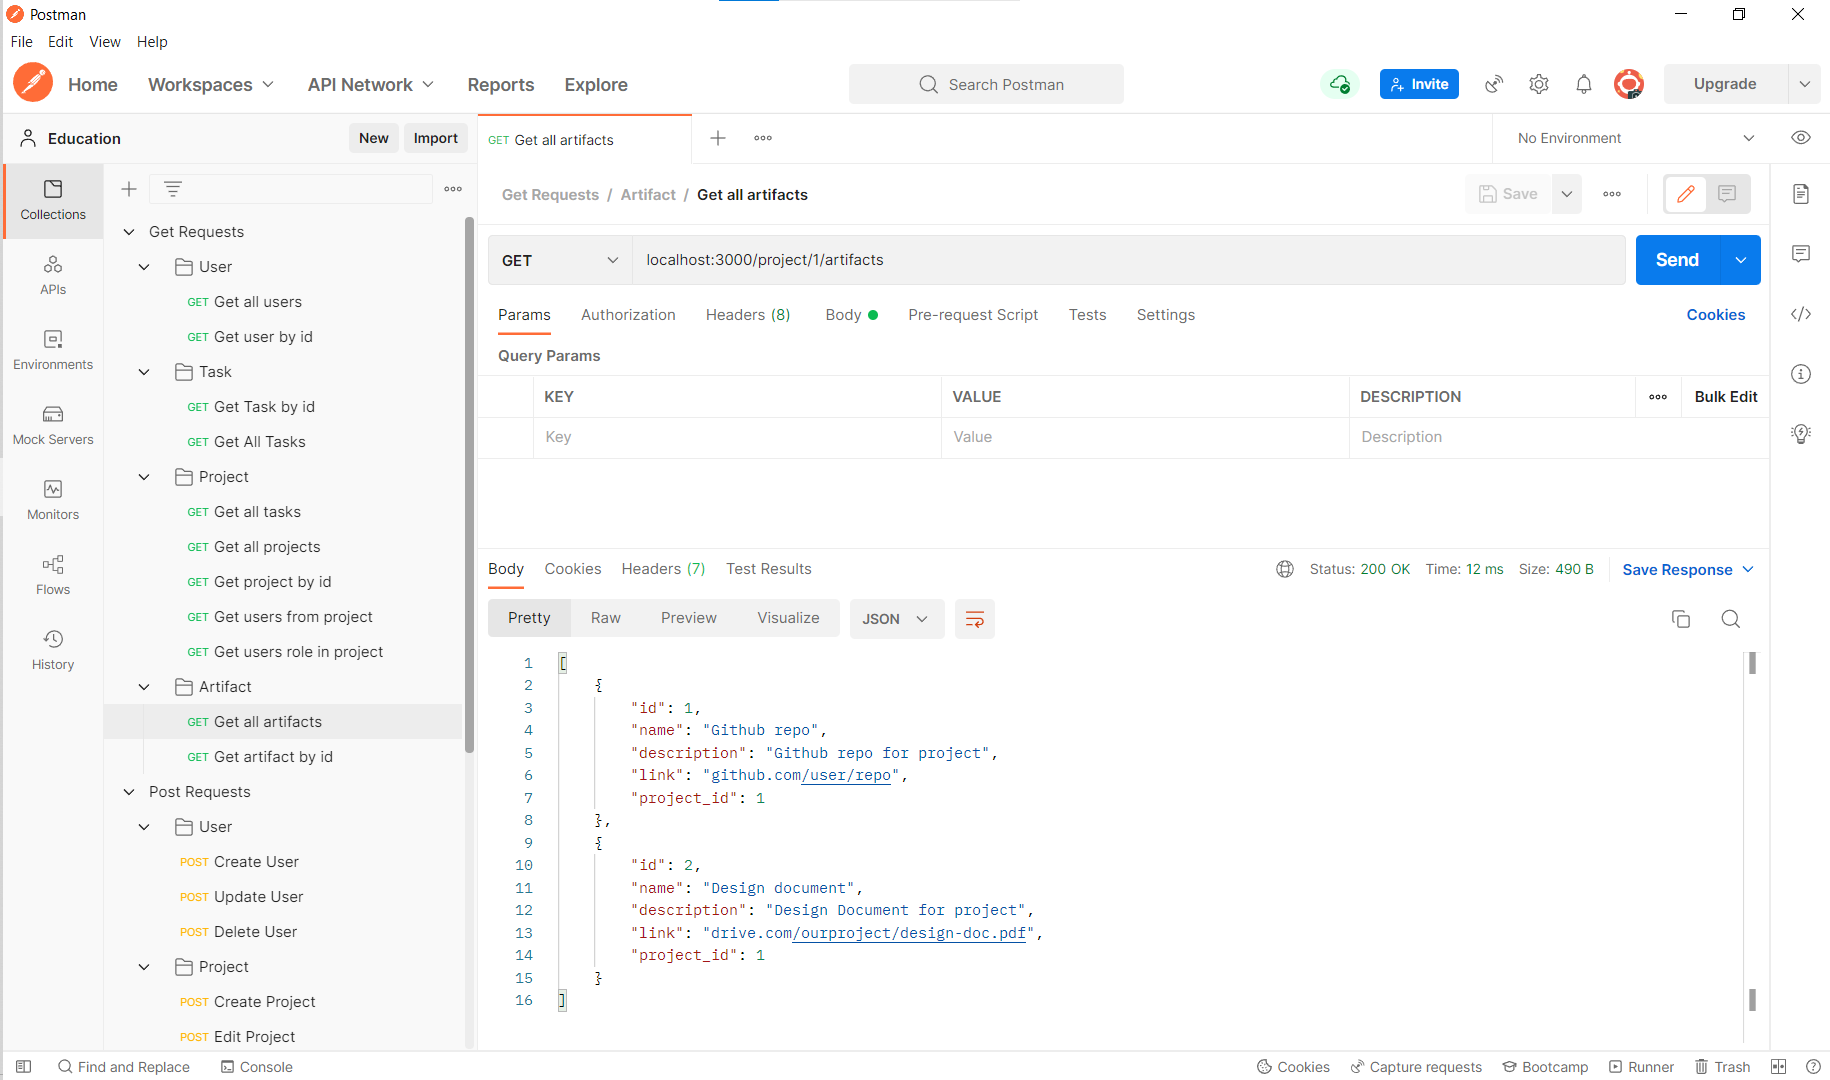 Postman
File Edit View Help
Home Workspaces API Network Reports Explore Search Postman Invite Upgrade
Education New Import
GET Get all artifacts
No Environment
Collections
APIs
Environments
Mock Servers
Monitors
Flows
History
Get Requests
User
GET Get all users
GET Get user by id
Task
GET Get Task by id
GET Get All Tasks
Project
GET Get all tasks
GET Get all projects
GET Get project by id
GET Get users from project
GET Get users role in project
Artifact
GET Get all artifacts
GET Get artifact by id
Post Requests
User
POST Create User
POST Update User
POST Delete User
Project
POST Create Project
POST Edit Project
Get Requests / Artifact / Get all artifacts
Save
GET localhost:3000/project/1/artifacts Send
Params Authorization Headers (8) Body Pre-request Script Tests Settings Cookies
Query Params
KEY VALUE DESCRIPTION Bulk Edit
Key Value Description
Body Cookies Headers (7) Test Results Status: 200 OK Time: 12 ms Size: 490 B Save Response
Pretty Raw Preview Visualize JSON
1 [
2 {
3 "id": 1,
4 "name": "Github repo",
5 "description": "Github repo for project",
6 "link": "github.com/user/repo",
7 "project_id": 1
8 },
9 {
10 "id": 2,
11 "name": "Design document",
12 "description": "Design Document for project",
13 "link": "drive.com/ourproject/design-doc.pdf",
14 "project_id": 1
15 }
16 ]
Find and Replace Console Cookies Capture requests Bootcamp Runner Trash